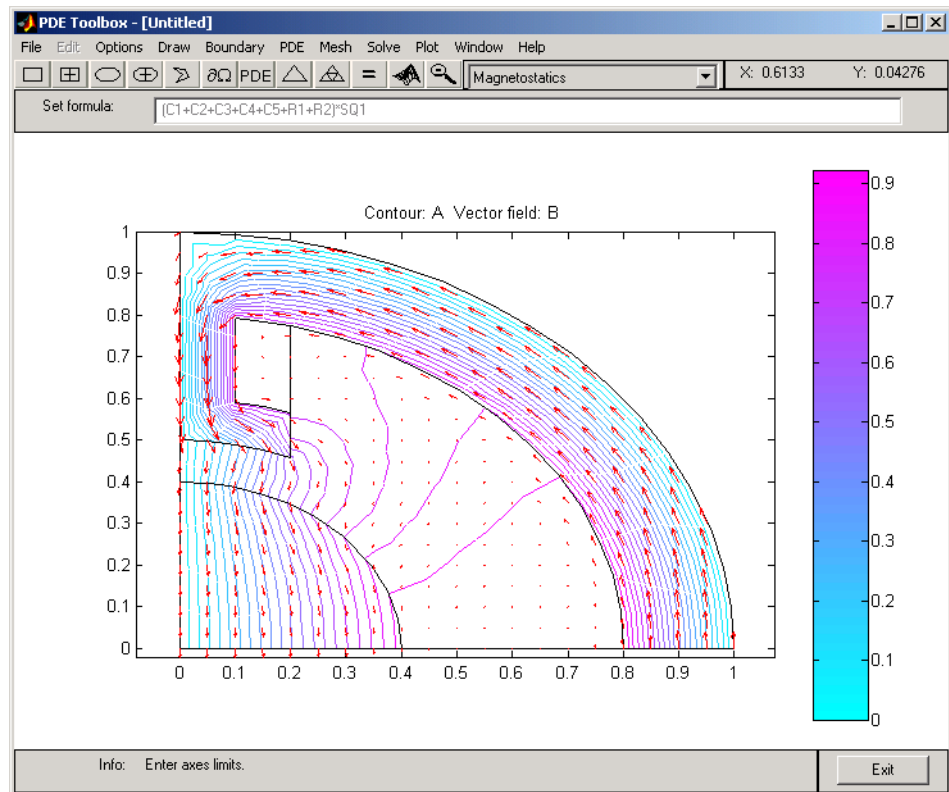 PDE Toolbox - [Untitled]
File Edit Options Draw Boundary PDE Mesh Solve Plot Window Help
∂Ω PDE = Magnetostatics X: 0.6133 Y: 0.04276
Set formula: (C1+C2+C3+C4+C5+R1+R2)*SQ1
Contour: A Vector field: B
1
0.9
0.8
0.7
0.6
0.5
0.4
0.3
0.2
0.1
0
0 0.1 0.2 0.3 0.4 0.5 0.6 0.7 0.8 0.9 1
0.9
0.8
0.7
0.6
0.5
0.4
0.3
0.2
0.1
0
Info: Enter axes limits.
Exit